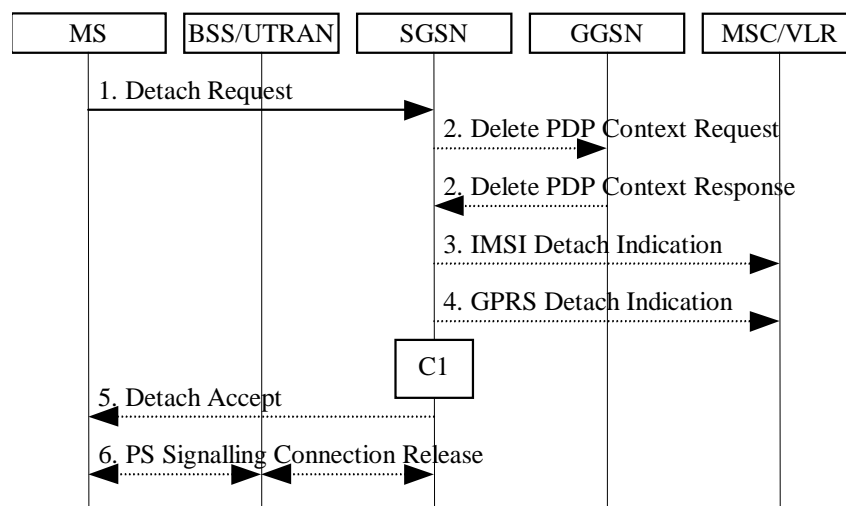 MS BSS/UTRAN SGSN GGSN MSC/VLR
1. Detach Request
2. Delete PDP Context Request
2. Delete PDP Context Response
3. IMSI Detach Indication
4. GPRS Detach Indication
C1
5. Detach Accept
6. PS Signalling Connection Release